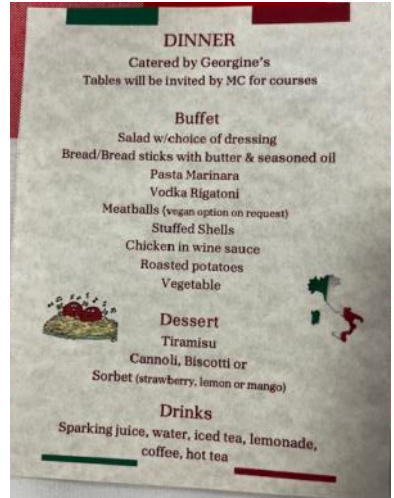 DINNER
Catered by Georgine's
Tables will be invited by MC for courses
Buffet
Salad w/choice of dressing
Bread/Bread sticks with butter & seasoned oil
Pasta Marinara
Vodka Rigatoni
Meatballs (vegan option on request)
Stuffed Shells
Chicken in wine sauce
Roasted potatoes
Vegetable
Dessert
Tiramisu
Cannoli, Biscotti or
Sorbet (strawberry, lemon or mango)
Drinks
Sparking juice, water, iced tea, lemonade,
coffee, hot tea